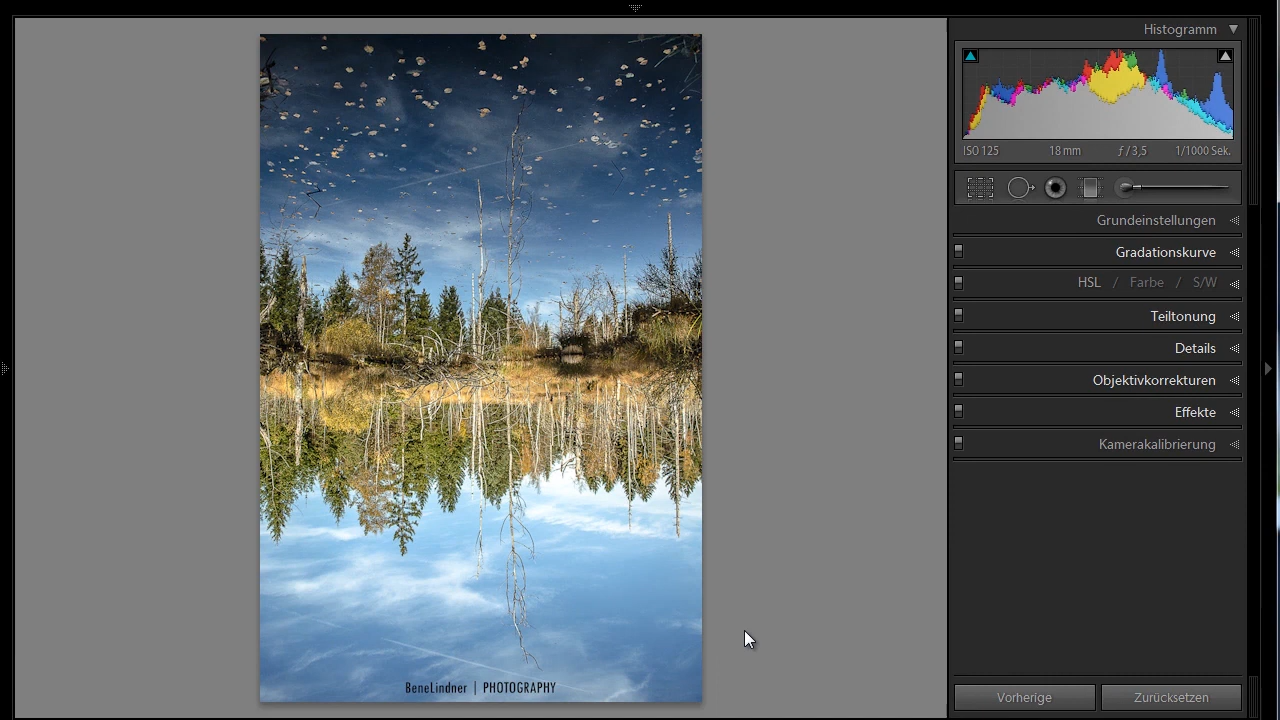 Histogramm
ISO 125 18 mm ƒ / 3,5 1/1000 Sek.
Grundeinstellungen
Gradationskurve
HSL / Farbe / S/W
Teiltonung
Details
Objektivkorrekturen
Effekte
Kamerakalibrierung
BeneLindner | PHOTOGRAPHY
Vorherige Zurücksetzen